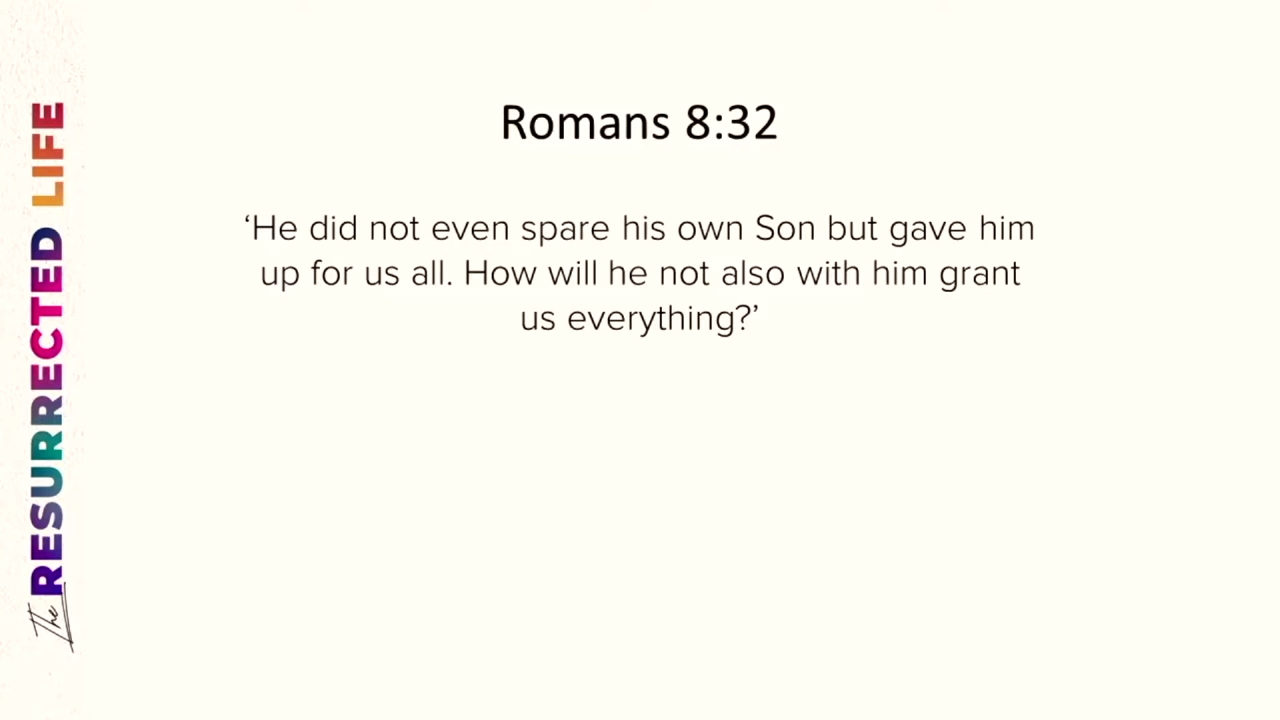 The RESURRECTED LIFE
Romans 8:32
‘He did not even spare his own Son but gave him
up for us all. How will he not also with him grant
us everything?’